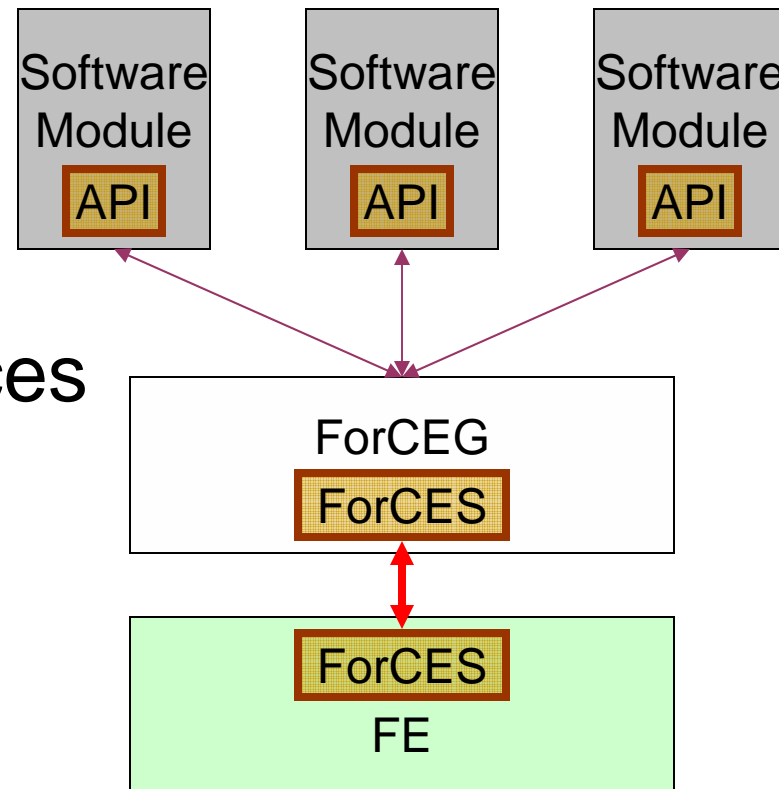 Software Software Software
Module Module Module
API API API
ces
ForCEG
ForCES
ForCES
FE